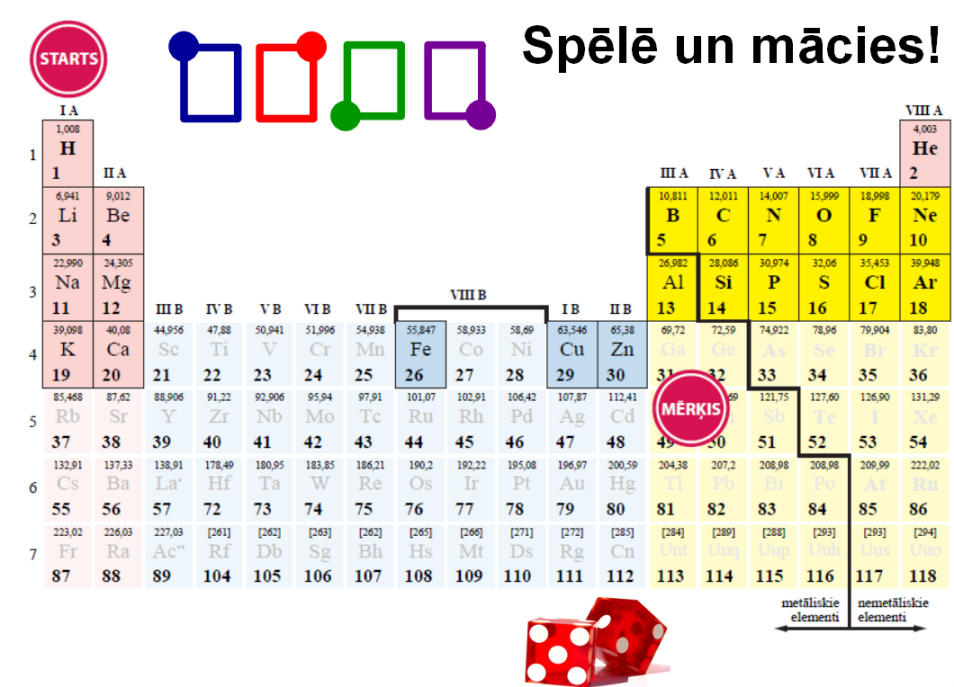 Spēlē un mācies!
STARTS
I A VIII A
1,008 4,003
1 H He
1 II A III A IV A V A VI A VII A 2
6,941 9,012 10,811 12,011 14,007 15,999 18,998 20,179
2 Li Be B C N O F Ne
3 4 5 6 7 8 9 10
22,990 24,305 26,982 28,086 30,974 32,06 35,453 39,948
3 Na Mg VIII B Al Si P S Cl Ar
11 12 III B IV B V B VI B VII B I B II B 13 14 15 16 17 18
39,098 40,08 44,956 47,88 50,941 51,996 54,938 55,847 58,933 58,69 63,546 65,38 69,72 72,59 74,922 78,96 79,904 83,80
4 K Ca Sc Ti V Cr Mn Fe Co Ni Cu Zn Ga Ge As Se Br Kr
19 20 21 22 23 24 25 26 27 28 29 30 31 32 33 34 35 36
85,468 87,62 88,906 91,22 92,906 95,94 97,91 101,07 102,91 106,42 107,87 112,41 69 121,75 127,60 126,90 131,29
5 Rb Sr Y Zr Nb Mo Tc Ru Rh Pd Ag Cd MĒRĶIS Sb Te I Xe
37 38 39 40 41 42 43 44 45 46 47 48 49 50 51 52 53 54
132,91 137,33 138,91 178,49 180,95 183,85 186,21 190,2 192,22 195,08 196,97 200,59 204,38 207,2 208,98 208,98 209,99 222,02
6 Cs Ba La* Hf Ta W Re Os Ir Pt Au Hg Tl Pb Bi Po At Rn
55 56 57 72 73 74 75 76 77 78 79 80 81 82 83 84 85 86
223,02 226,03 227,03 [261] [262] [263] [262] [265] [266] [271] [272] [285] [284] [289] [288] [293] [293] [294]
7 Fr Ra Ac** Rf Db Sg Bh Hs Mt Ds Rg Cn Uut Uuq Uup Uuh Uus Uuo
87 88 89 104 105 106 107 108 109 110 111 112 113 114 115 116 117 118
metāliskie nemetāliskie
elementi elementi